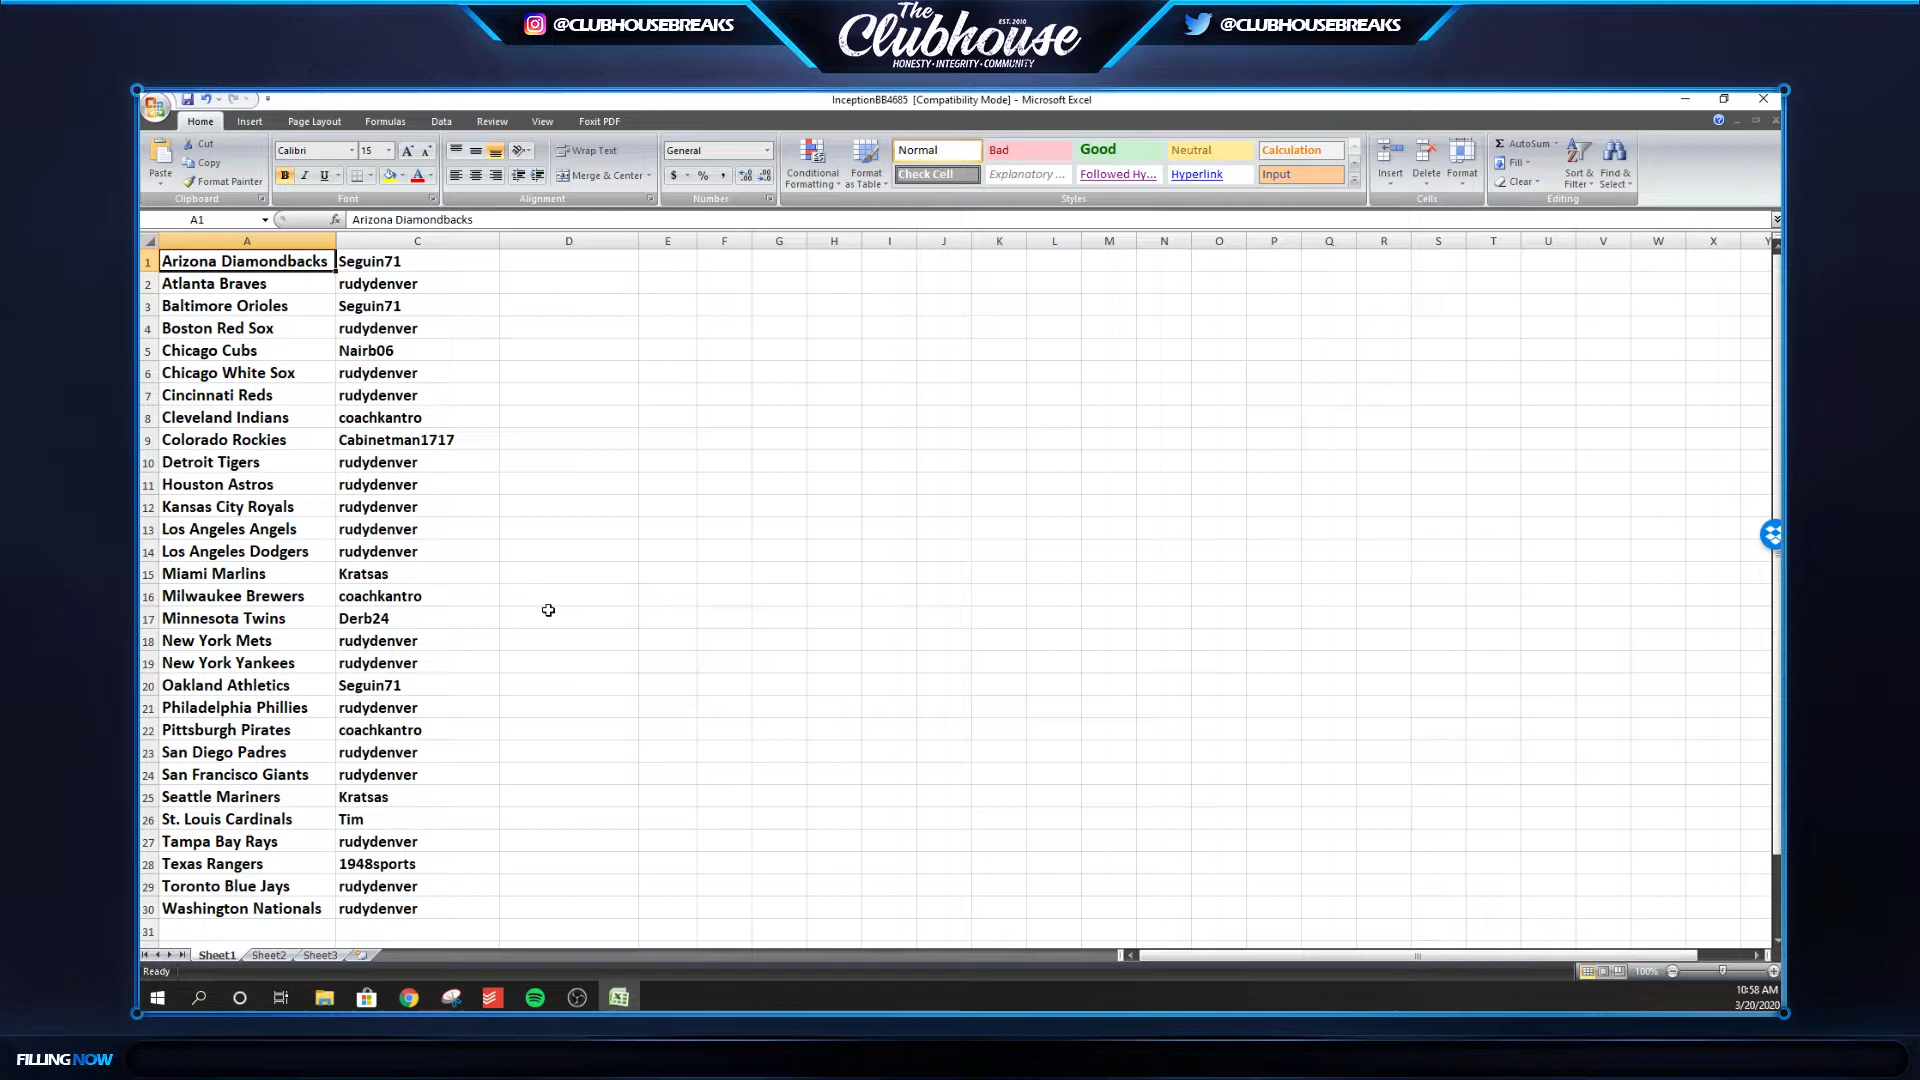 @CLUBHOUSEBREAKS
The Clubhouse
EST. 2010
HONESTY • INTEGRITY • COMMUNITY
@CLUBHOUSEBREAKS
InceptionBB4685 [Compatibility Mode] - Microsoft Excel
Home Insert Page Layout Formulas Data Review View Foxit PDF
Paste Cut Copy Format Painter Clipboard
Calibri 15 B I U Font
Wrap Text Merge & Center Alignment
General $ % , Number
Conditional Formatting Format as Table
Normal Bad Good Neutral Calculation
Check Cell Explanatory ... Followed Hy... Hyperlink Input
Styles
Insert Delete Format Cells
AutoSum Fill Clear Sort & Filter Find & Select Editing
A1 fx Arizona Diamondbacks
A C D E F G H I J K L M N O P Q R S T U V W X Y
1 Arizona Diamondbacks Seguin71
2 Atlanta Braves rudydenver
3 Baltimore Orioles Seguin71
4 Boston Red Sox rudydenver
5 Chicago Cubs Nairb06
6 Chicago White Sox rudydenver
7 Cincinnati Reds rudydenver
8 Cleveland Indians coachkantro
9 Colorado Rockies Cabinetman1717
10 Detroit Tigers rudydenver
11 Houston Astros rudydenver
12 Kansas City Royals rudydenver
13 Los Angeles Angels rudydenver
14 Los Angeles Dodgers rudydenver
15 Miami Marlins Kratsas
16 Milwaukee Brewers coachkantro
17 Minnesota Twins Derb24
18 New York Mets rudydenver
19 New York Yankees rudydenver
20 Oakland Athletics Seguin71
21 Philadelphia Phillies rudydenver
22 Pittsburgh Pirates coachkantro
23 San Diego Padres rudydenver
24 San Francisco Giants rudydenver
25 Seattle Mariners Kratsas
26 St. Louis Cardinals Tim
27 Tampa Bay Rays rudydenver
28 Texas Rangers 1948sports
29 Toronto Blue Jays rudydenver
30 Washington Nationals rudydenver
31
Sheet1 Sheet2 Sheet3
Ready 100%
10:58 AM
3/20/2020
FILLING NOW